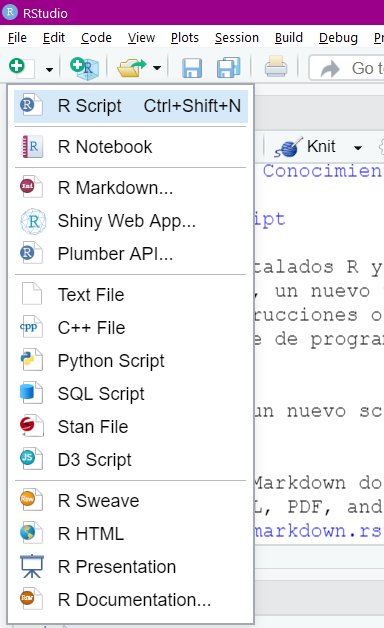 RStudio
File Edit Code View Plots Session Build Debug
Go to
R Script Ctrl+Shift+N
R Notebook
Knit
R Markdown...
Shiny Web App...
Plumber API...
Text File
C++ File
Python Script
SQL Script
Stan File
D3 Script
R Sweave
R HTML
R Presentation
R Documentation...
Conocimien
ipt
talados R y
, un nuevo
rucciones o
e de progra
un nuevo sc
Markdown do
L, PDF, and
markdown.rs